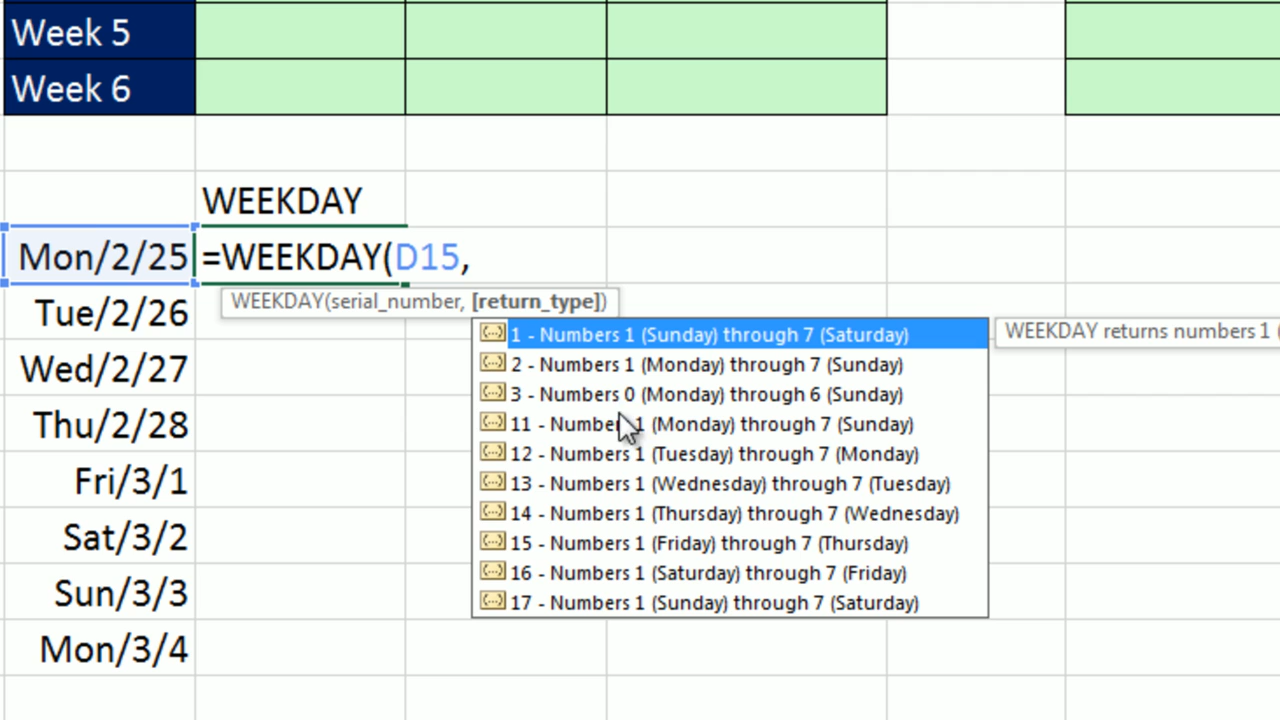 Week 5
Week 6
WEEKDAY
Mon/2/25 =WEEKDAY(D15,
WEEKDAY(serial_number, [return_type])
Tue/2/26
1 - Numbers 1 (Sunday) through 7 (Saturday) WEEKDAY returns numbers 1 (
2 - Numbers 1 (Monday) through 7 (Sunday)
Wed/2/27
3 - Numbers 0 (Monday) through 6 (Sunday)
11 - Numbers 1 (Monday) through 7 (Sunday)
Thu/2/28
12 - Numbers 1 (Tuesday) through 7 (Monday)
Fri/3/1
13 - Numbers 1 (Wednesday) through 7 (Tuesday)
14 - Numbers 1 (Thursday) through 7 (Wednesday)
Sat/3/2
15 - Numbers 1 (Friday) through 7 (Thursday)
16 - Numbers 1 (Saturday) through 7 (Friday)
Sun/3/3
17 - Numbers 1 (Sunday) through 7 (Saturday)
Mon/3/4